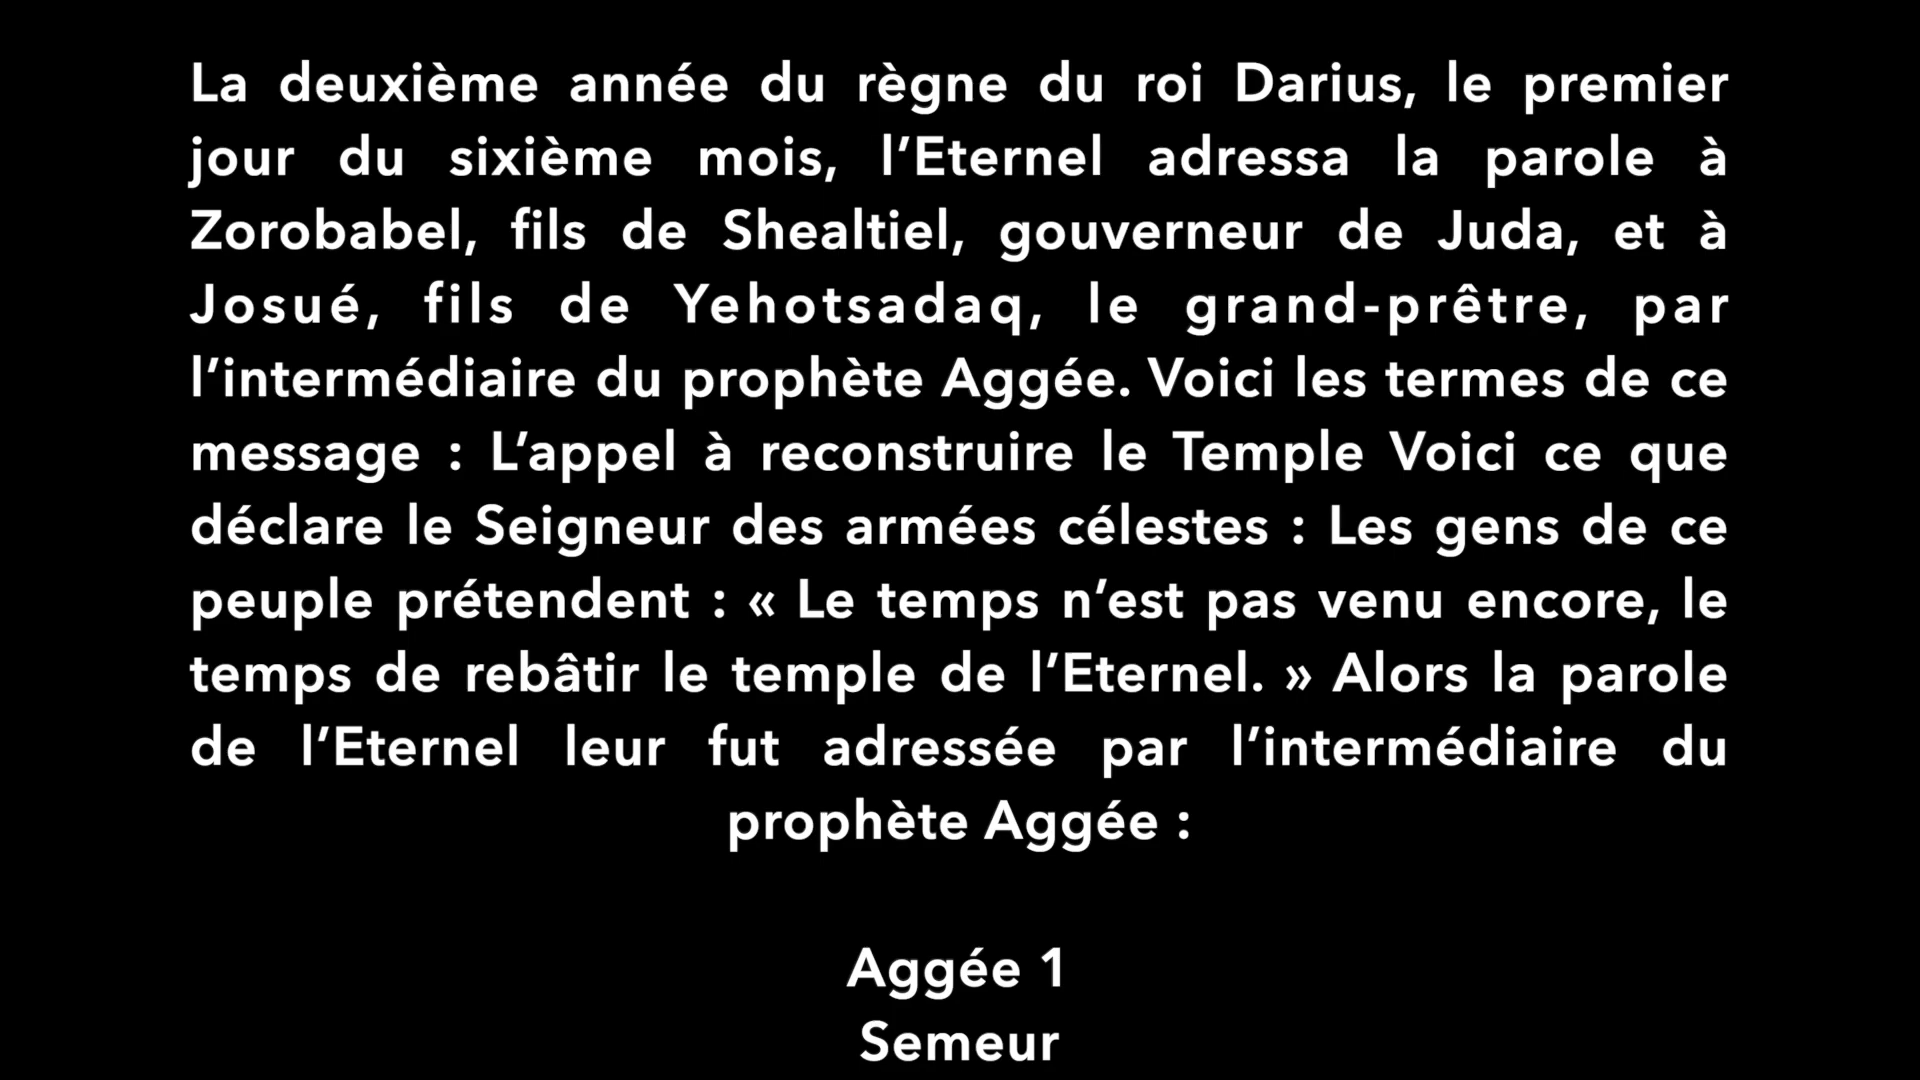 La deuxième année du règne du roi Darius, le premier
jour du sixième mois, l’Eternel adressa la parole à
Zorobabel, fils de Shealtiel, gouverneur de Juda, et à
Josué, fils de Yehotsadaq, le grand-prêtre, par
l’intermédiaire du prophète Aggée. Voici les termes de ce
message : L’appel à reconstruire le Temple Voici ce que
déclare le Seigneur des armées célestes : Les gens de ce
peuple prétendent : « Le temps n’est pas venu encore, le
temps de rebâtir le temple de l’Eternel. » Alors la parole
de l’Eternel leur fut adressée par l’intermédiaire du
prophète Aggée :
Aggée 1
Semeur